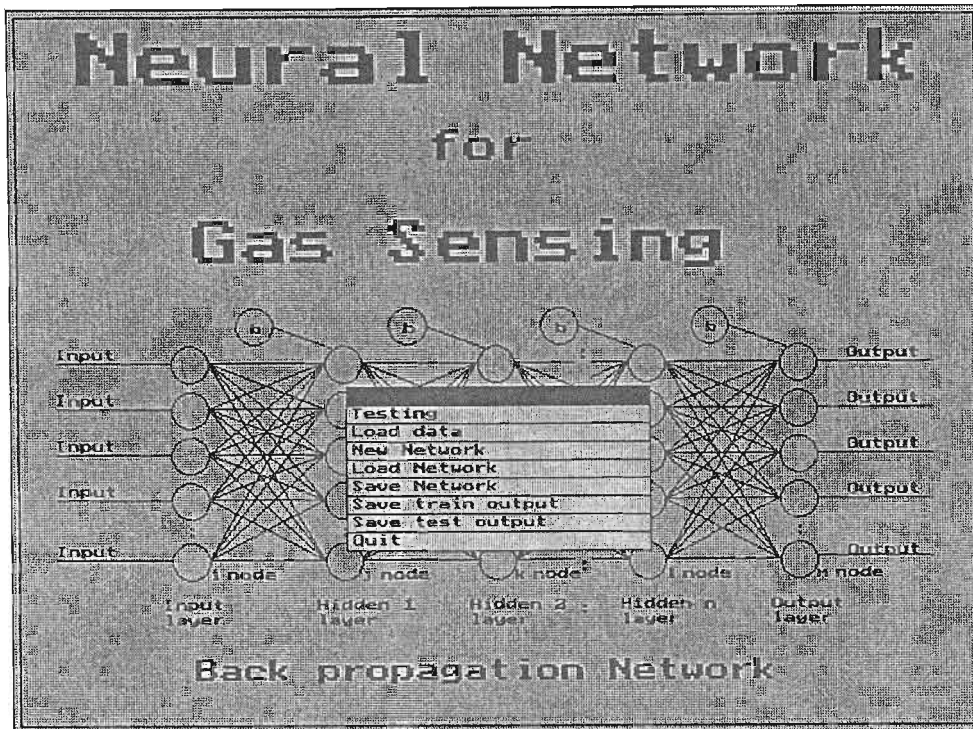 Neural Network
for
Gas Sensing
b b b b
Input Output
Input Output
Input Output
Input Output
Input Output
Testing
Load data
New Network
Load Network
Save Network
Save train output
Save test output
Quit
i node j node k node l node m node
Input layer
Hidden 1 layer
Hidden 2 layer
Hidden n layer
Output layer
Back propagation Network